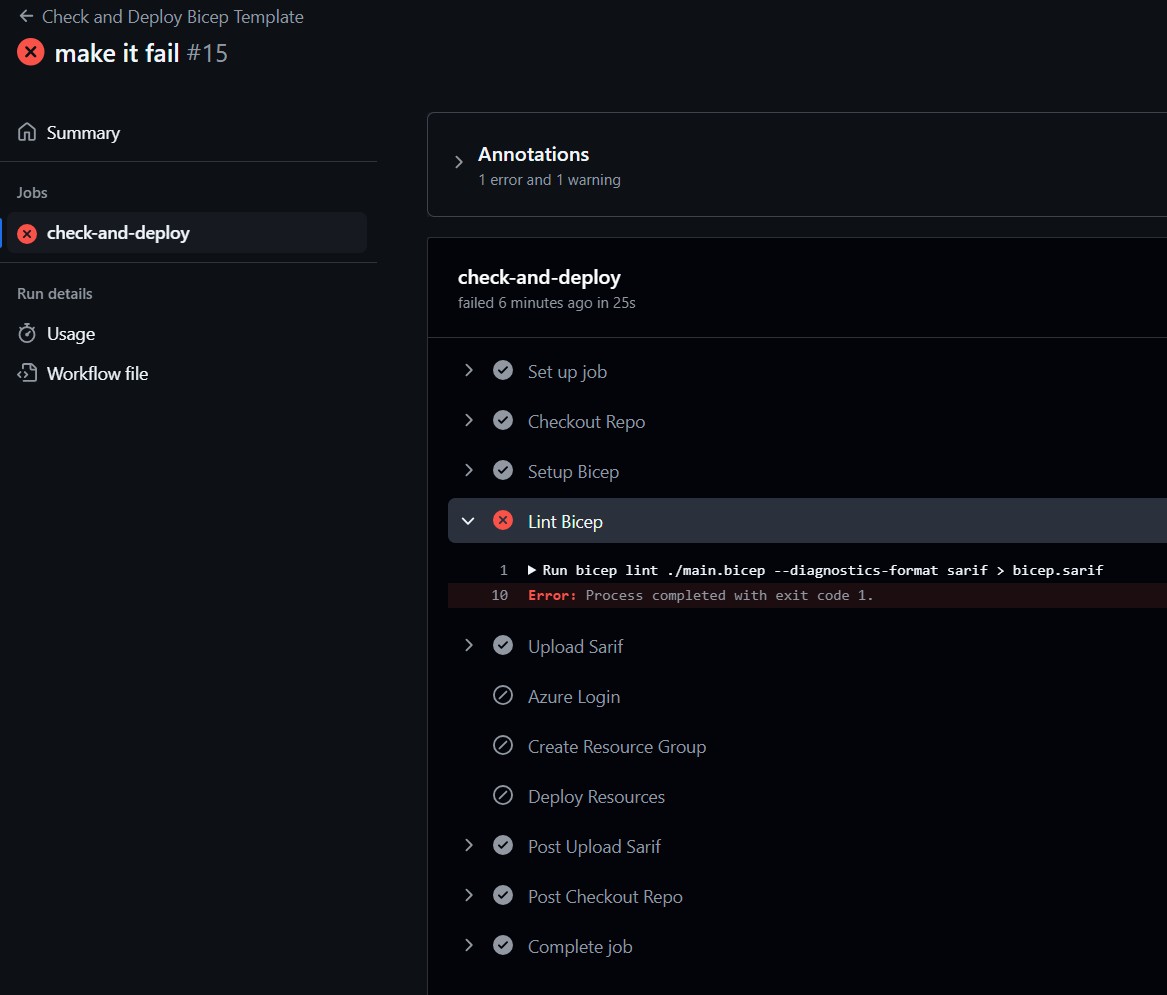 Check and Deploy Bicep Template
make it fail #15
Summary
Jobs
check-and-deploy
Run details
Usage
Workflow file
Annotations
1 error and 1 warning
check-and-deploy
failed 6 minutes ago in 25s
Set up job
Checkout Repo
Setup Bicep
Lint Bicep
1 Run bicep lint ./main.bicep --diagnostics-format sarif > bicep.sarif
10 Error: Process completed with exit code 1.
Upload Sarif
Azure Login
Create Resource Group
Deploy Resources
Post Upload Sarif
Post Checkout Repo
Complete job